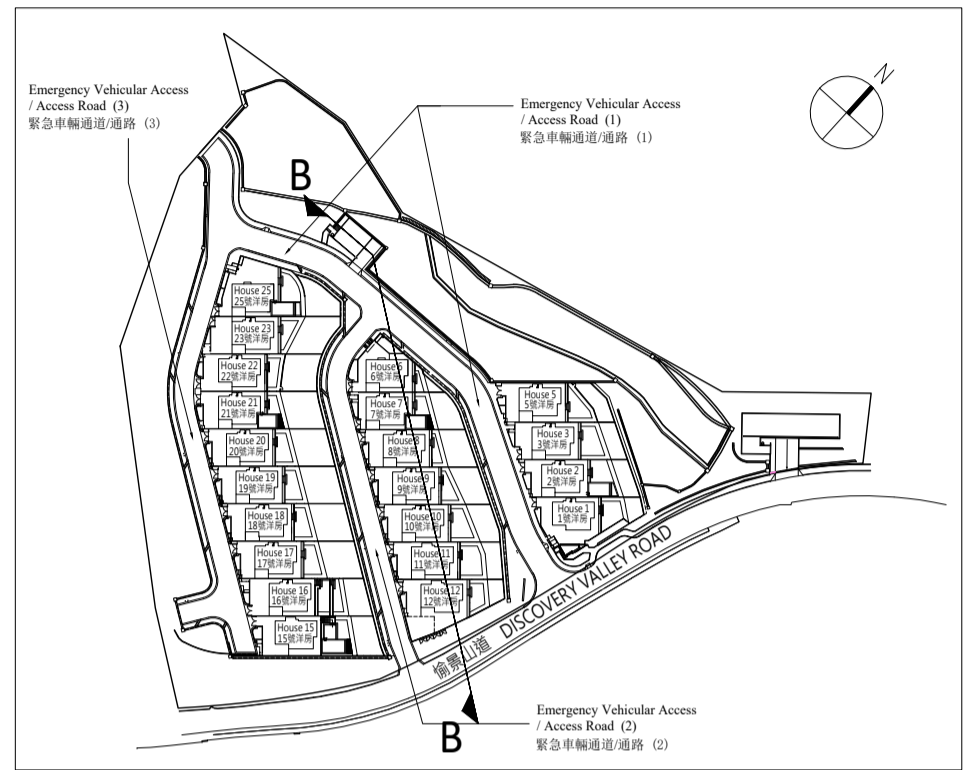 N
Emergency Vehicular Access
/ Access Road (3)
緊急車輛通道/通路 (3)
Emergency Vehicular Access
/ Access Road (1)
緊急車輛通道/通路 (1)
B
House 25
25號洋房
House 23
23號洋房
House 22
22號洋房
House 21
21號洋房
House 20
20號洋房
House 19
19號洋房
House 18
18號洋房
House 17
17號洋房
House 16
16號洋房
House 15
15號洋房
House 6
6號洋房
House 7
7號洋房
House 8
8號洋房
House 9
9號洋房
House 10
10號洋房
House 11
11號洋房
House 12
12號洋房
House 5
5號洋房
House 3
3號洋房
House 2
2號洋房
House 1
1號洋房
愉景山道 DISCOVERY VALLEY ROAD
B
Emergency Vehicular Access
/ Access Road (2)
緊急車輛通道/通路 (2)